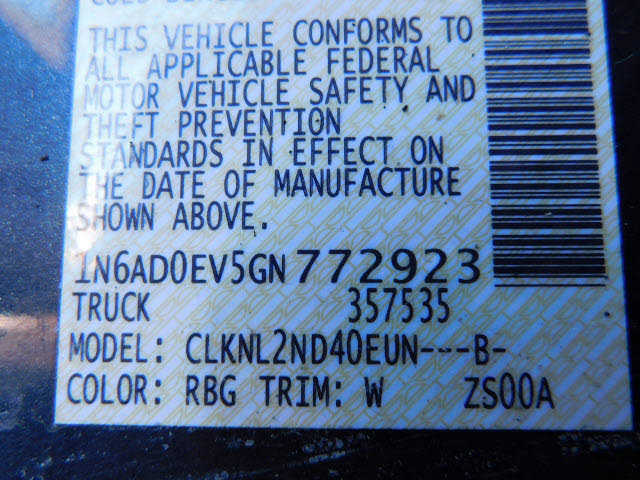 THIS VEHICLE CONFORMS TO
ALL APPLICABLE FEDERAL
MOTOR VEHICLE SAFETY AND
THEFT PREVENTION
STANDARDS IN EFFECT ON
THE DATE OF MANUFACTURE
SHOWN ABOVE.
1N6AD0EV5GN772923
TRUCK 357535
MODEL: CLKNL2ND40EUN---B-
COLOR: RBG TRIM: W ZS00A